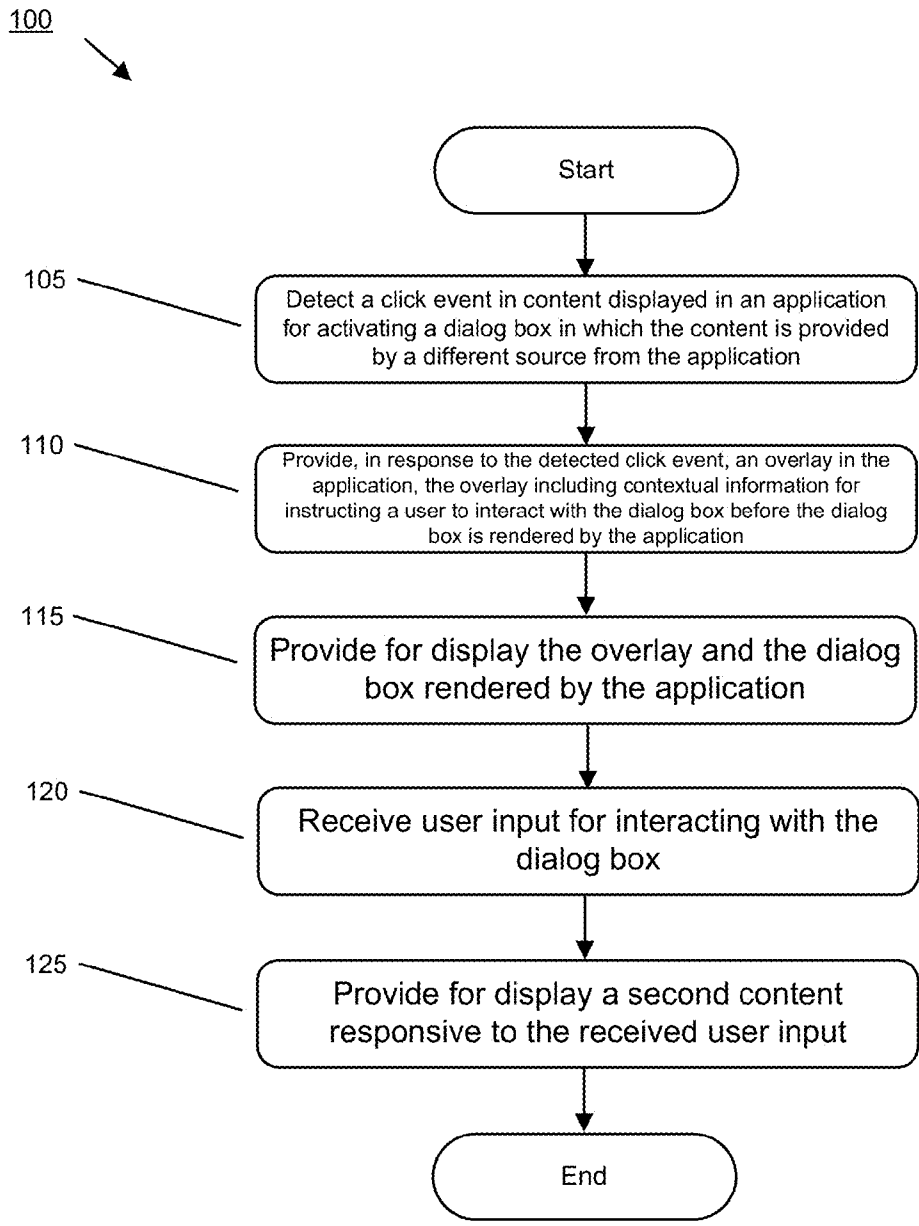 100
Start
105
Detect a click event in content displayed in an application
for activating a dialog box in which the content is provided
by a different source from the application
110
Provide, in response to the detected click event, an overlay in the
application, the overlay including contextual information for
instructing a user to interact with the dialog box before the dialog
box is rendered by the application
115
Provide for display the overlay and the dialog
box rendered by the application
120
Receive user input for interacting with the
dialog box
125
Provide for display a second content
responsive to the received user input
End